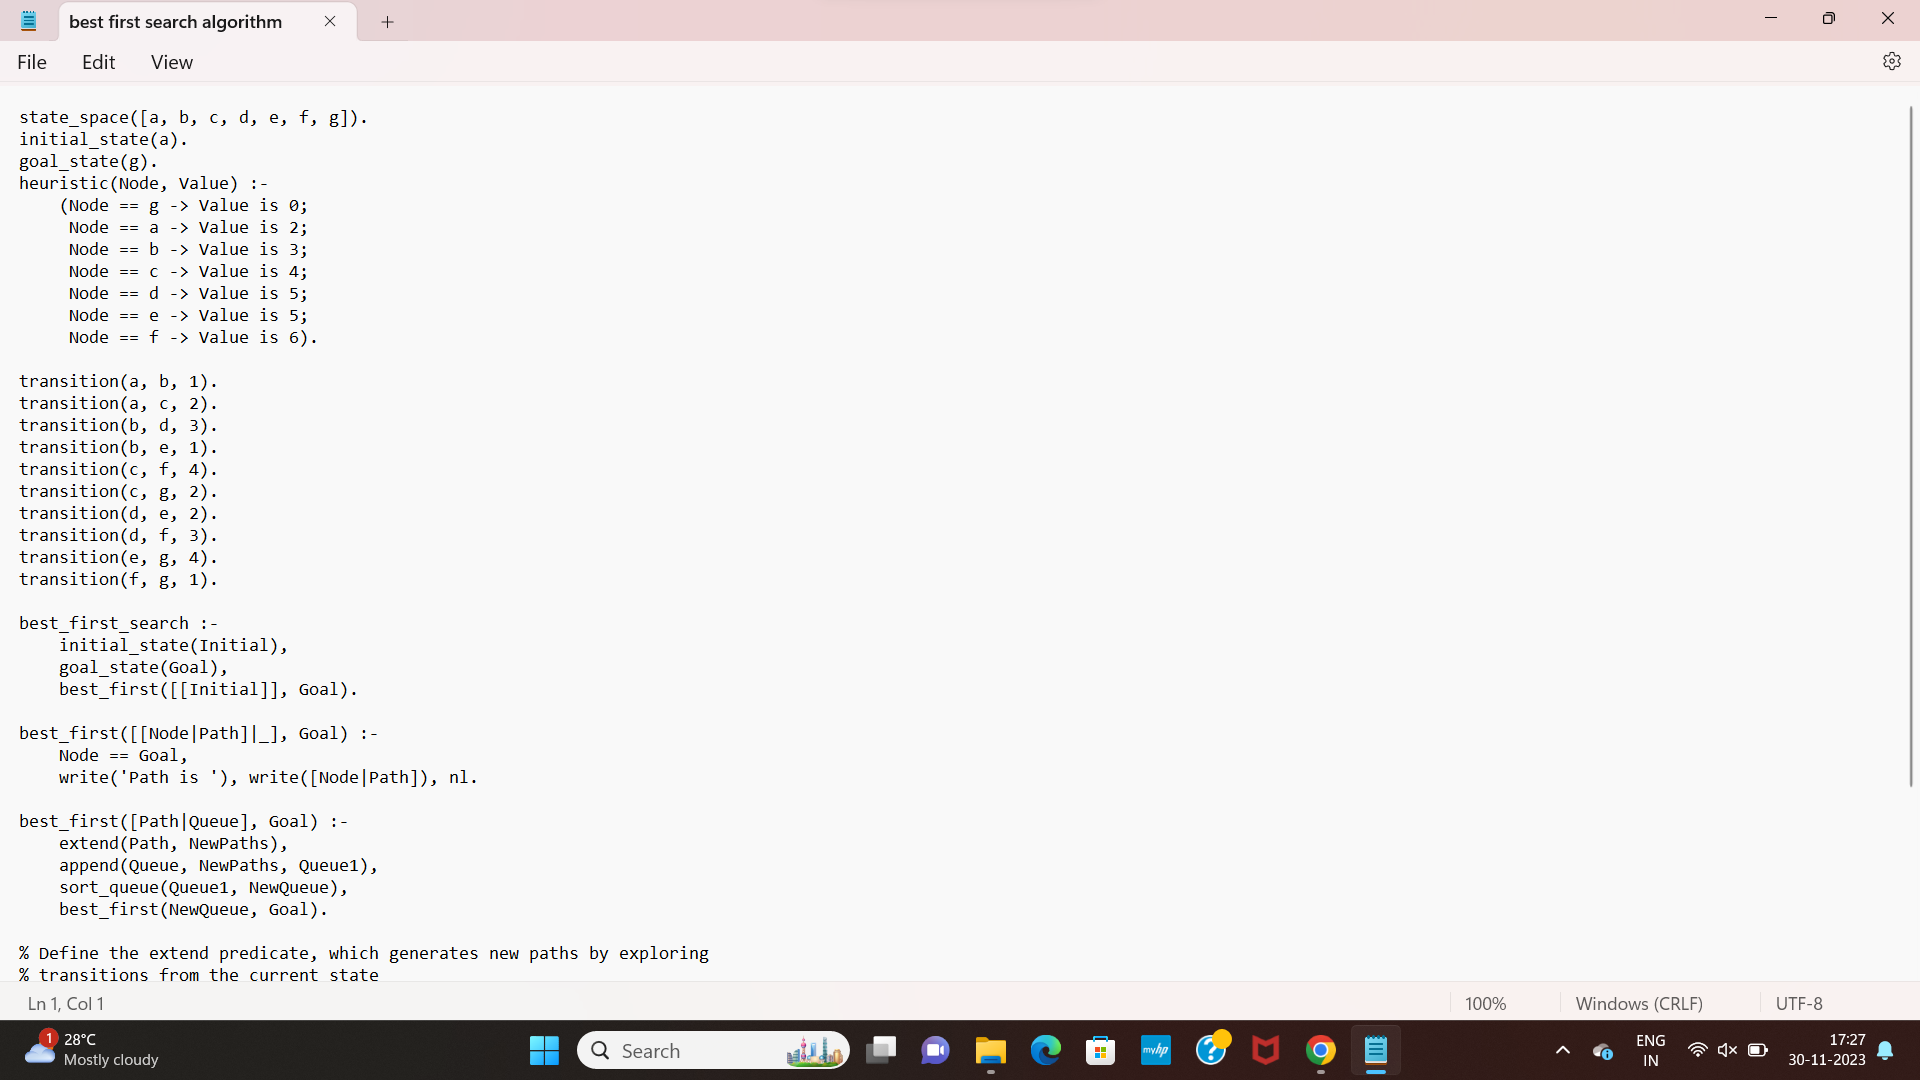 best first search algorithm
File Edit View
state_space([a, b, c, d, e, f, g]).
initial_state(a).
goal_state(g).
heuristic(Node, Value) :-
    (Node == g -> Value is 0;
     Node == a -> Value is 2;
     Node == b -> Value is 3;
     Node == c -> Value is 4;
     Node == d -> Value is 5;
     Node == e -> Value is 5;
     Node == f -> Value is 6).

transition(a, b, 1).
transition(a, c, 2).
transition(b, d, 3).
transition(b, e, 1).
transition(c, f, 4).
transition(c, g, 2).
transition(d, e, 2).
transition(d, f, 3).
transition(e, g, 4).
transition(f, g, 1).

best_first_search :-
    initial_state(Initial),
    goal_state(Goal),
    best_first([[Initial]], Goal).

best_first([[Node|Path]|_], Goal) :-
    Node == Goal,
    write('Path is '), write([Node|Path]), nl.

best_first([Path|Queue], Goal) :-
    extend(Path, NewPaths),
    append(Queue, NewPaths, Queue1),
    sort_queue(Queue1, NewQueue),
    best_first(NewQueue, Goal).

% Define the extend predicate, which generates new paths by exploring
% transitions from the current state
Ln 1, Col 1 100% Windows (CRLF) UTF-8
1 28°C
Mostly cloudy
Search
myhp
ENG
IN
17:27
30-11-2023